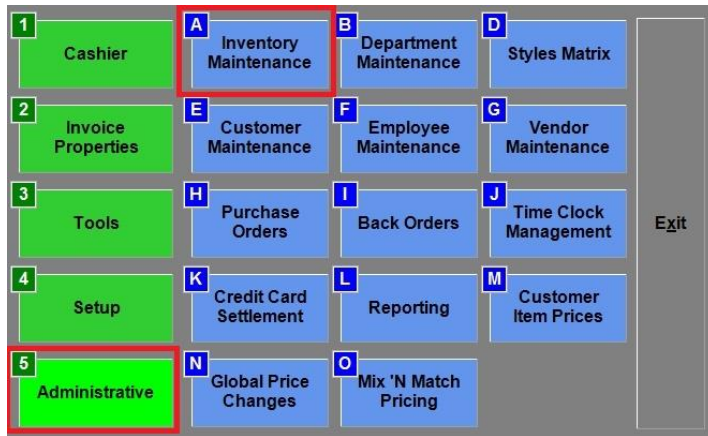 1
Cashier
A
Inventory
Maintenance
B
Department
Maintenance
D
Styles Matrix
2
Invoice
Properties
E
Customer
Maintenance
F
Employee
Maintenance
G
Vendor
Maintenance
3
Tools
H
Purchase
Orders
I
Back Orders
J
Time Clock
Management
Exit
4
Setup
K
Credit Card
Settlement
L
Reporting
M
Customer
Item Prices
5
Administrative
N
Global Price
Changes
O
Mix 'N Match
Pricing